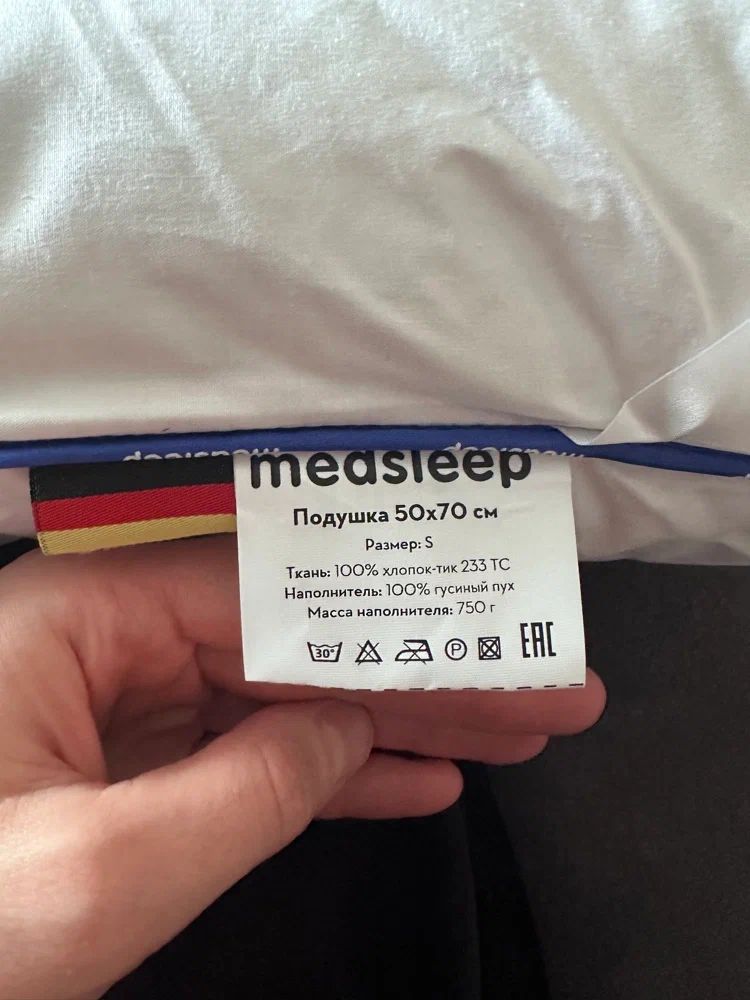 medsleep
Подушка 50х70 см
Размер: S
Ткань: 100% хлопок-тик 233 ТС
Наполнитель: 100% гусиный пух
Масса наполнителя: 750 г
30° P EAC